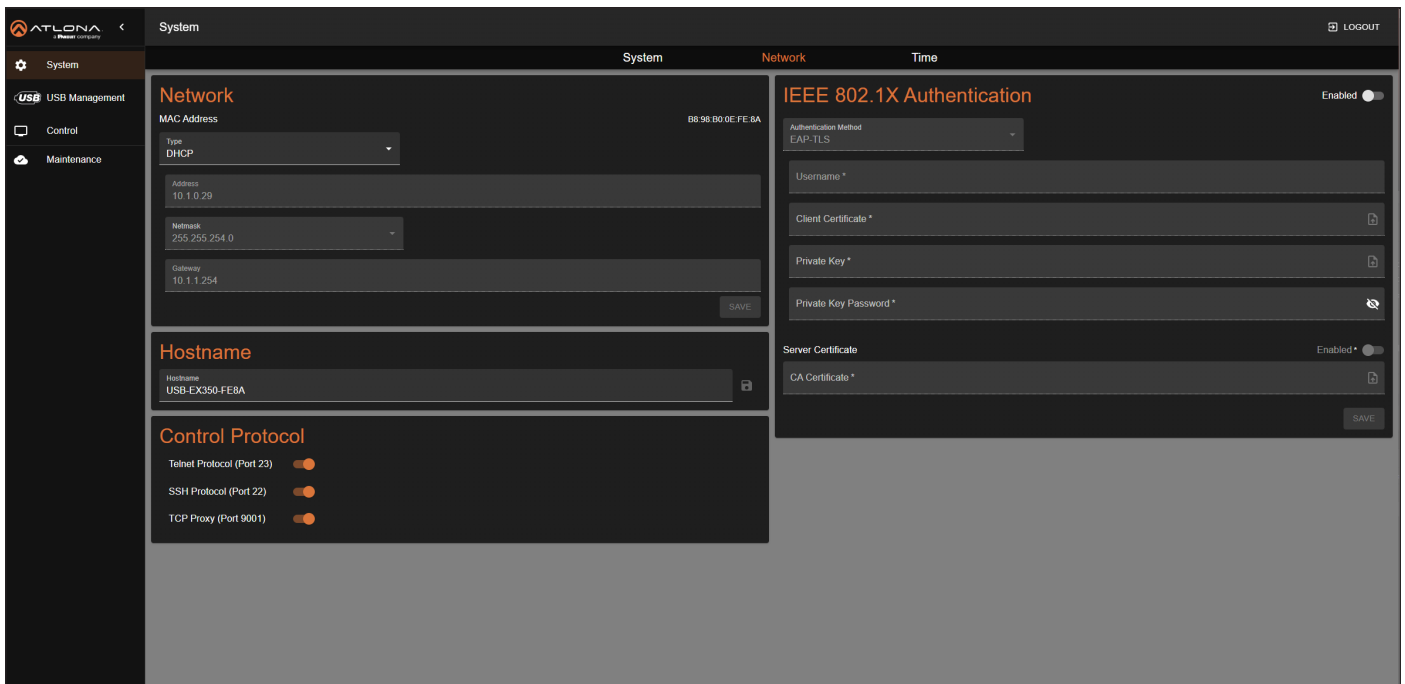 ATLONA
a Panduit company
System
LOGOUT
System
USB USB Management
Control
Maintenance
System Network Time
Network
MAC Address B8:98:B0:0E:FE:8A
Type
DHCP
Address
10.1.0.29
Netmask
255.255.254.0
Gateway
10.1.1.254
SAVE
Hostname
Hostname
USB-EX350-FE8A
Control Protocol
Telnet Protocol (Port 23)
SSH Protocol (Port 22)
TCP Proxy (Port 9001)
IEEE 802.1X Authentication
Enabled
Authentication Method
EAP-TLS
Username *
Client Certificate *
Private Key *
Private Key Password *
Server Certificate Enabled *
CA Certificate *
SAVE